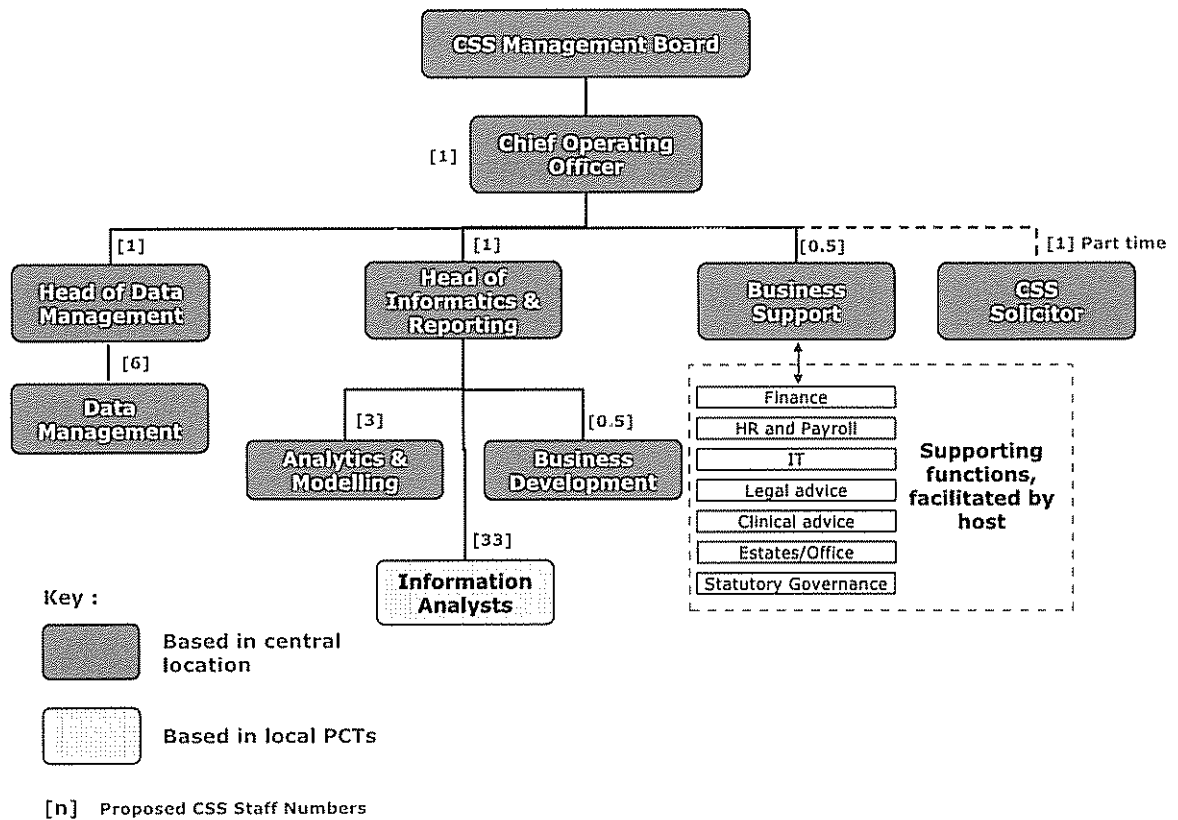 CSS Management Board
[1]
Chief Operating
Officer
[1]
Head of Data
Management
[6]
Data
Management
[1]
Head of
Informatics &
Reporting
[3]
Analytics &
Modelling
[0.5]
Business
Development
[33]
Information
Analysts
[0.5]
Business
Support
[1] Part time
CSS
Solicitor
Finance
HR and Payroll
IT
Legal advice
Clinical advice
Estates/Office
Statutory Governance
Supporting
functions,
facilitated by
host
Key :
Based in central
location
Based in local PCTs
[n] Proposed CSS Staff Numbers